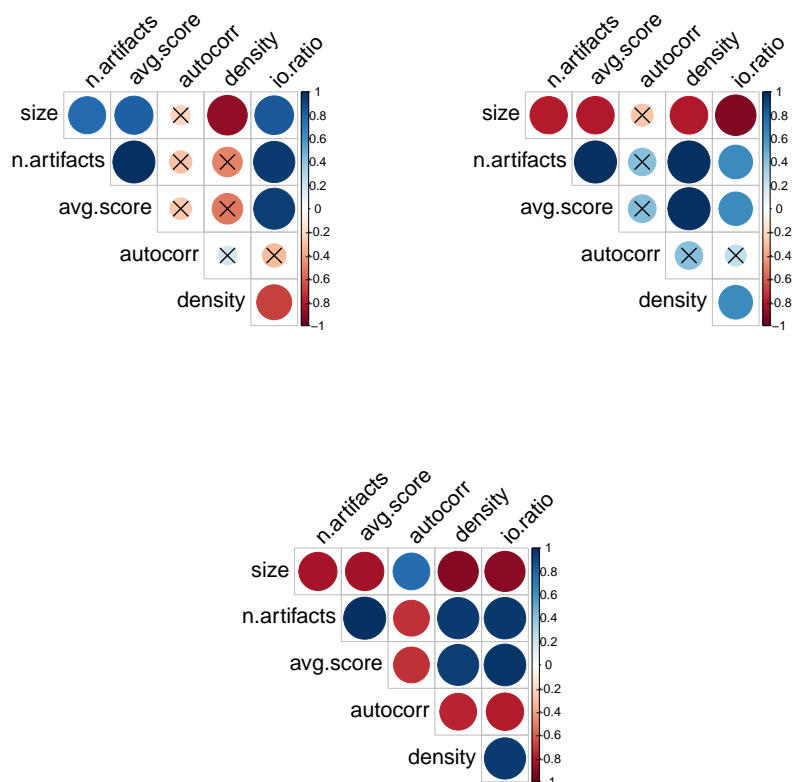 n.artifacts
avg.score
autocorr
density
io.ratio
size
n.artifacts
avg.score
autocorr
density
1
0.8
0.6
0.4
0.2
0
−0.2
−0.4
−0.6
−0.8
−1
n.artifacts
avg.score
autocorr
density
io.ratio
size
n.artifacts
avg.score
autocorr
density
1
0.8
0.6
0.4
0.2
0
−0.2
−0.4
−0.6
−0.8
−1
n.artifacts
avg.score
autocorr
density
io.ratio
size
n.artifacts
avg.score
autocorr
density
1
0.8
0.6
0.4
0.2
0
−0.2
−0.4
−0.6
−0.8
−1